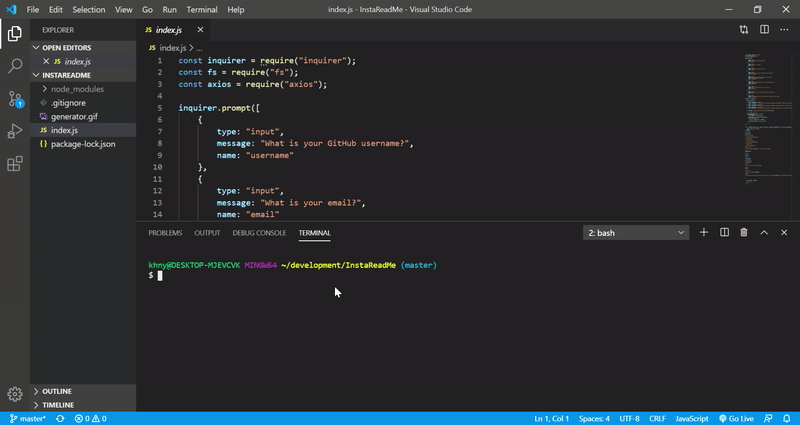 File Edit Selection View Go Run Terminal Help
index.js - InstaReadMe - Visual Studio Code
EXPLORER
OPEN EDITORS
JS index.js
INSTAREADME
node_modules
.gitignore
generator.gif
JS index.js
{} package-lock.json
OUTLINE
TIMELINE
JS index.js
JS index.js > ...
1 const inquirer = require("inquirer");
2 const fs = require("fs");
3 const axios = require("axios");
4
5 inquirer.prompt([
6 {
7 type: "input",
8 message: "What is your GitHub username?",
9 name: "username"
10 },
11 {
12 type: "input",
13 message: "What is your email?",
14 name: "email"
PROBLEMS OUTPUT DEBUG CONSOLE TERMINAL
2: bash
khny@DESKTOP-MJEVCVK MINGW64 ~/development/InstaReadMe (master)
$
1
master* 0 0 Ln 1, Col 1 Spaces: 4 UTF-8 CRLF JavaScript Go Live